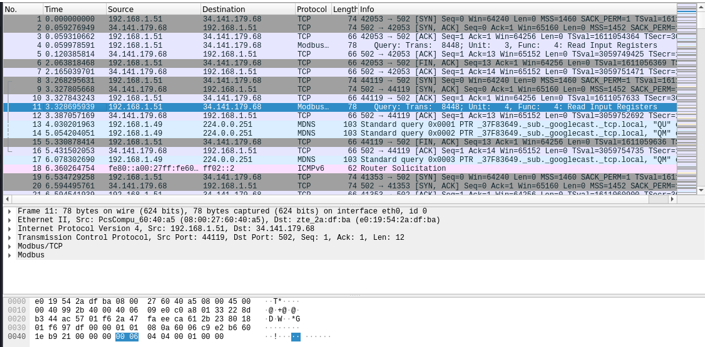 No. Time Source Destination Protocol Length Info
1 0.000000000 192.168.1.51 34.141.179.68 TCP 74 42053 → 502 [SYN] Seq=0 Win=64240 Len=0 MSS=1460 SACK_PERM=1 TSval=1611
2 0.059276949 34.141.179.68 192.168.1.51 TCP 74 502 → 42053 [SYN, ACK] Seq=0 Ack=1 Win=65160 Len=0 MSS=1452 SACK_PERM=1
3 0.059310662 192.168.1.51 34.141.179.68 TCP 66 42053 → 502 [ACK] Seq=1 Ack=1 Win=64256 Len=0 TSval=1611054364 TSecr=3
4 0.059978591 192.168.1.51 34.141.179.68 Modbus… 78 Query: Trans: 8448; Unit: 3, Func: 4: Read Input Registers
5 0.120385814 34.141.179.68 192.168.1.51 TCP 66 502 → 42053 [ACK] Seq=1 Ack=13 Win=65152 Len=0 TSval=3059749425 TSecr
6 2.063818468 192.168.1.51 34.141.179.68 TCP 66 42053 → 502 [FIN, ACK] Seq=13 Ack=1 Win=64256 Len=0
7 2.165039701 34.141.179.68 192.168.1.51 TCP 66 502 → 42053 [ACK] Seq=1 Ack=14 Win=65152 Len=0 TSval=3059751471 TSecr
8 3.268295631 192.168.1.51 34.141.179.68 TCP 74 44119 → 502 [SYN] Seq=0 Win=64240 Len=0 MSS=1460 SACK_PERM=1
9 3.327805668 34.141.179.68 192.168.1.51 TCP 74 502 → 44119 [SYN, ACK] Seq=0 Ack=1 Win=65160 Len=0 MSS=1452 SACK_PERM=1
10 3.327843243 192.168.1.51 34.141.179.68 TCP 66 44119 → 502 [ACK] Seq=1 Ack=1 Win=64256 Len=0 TSval=1611057633 TSecr=3
11 3.328695939 192.168.1.51 34.141.179.68 Modbus… 78 Query: Trans: 8448; Unit: 4, Func: 4: Read Input Registers
12 3.387057169 34.141.179.68 192.168.1.51 TCP 66 502 → 44119 [ACK] Seq=1 Ack=13 Win=65152 Len=0 TSval=3059752692 TSecr
13 4.030201963 192.168.1.49 224.0.0.251 MDNS 103 Standard query 0x0001 PTR _37F83649._sub._googlecast._tcp.local, "QM"
14 5.054204051 192.168.1.49 224.0.0.251 MDNS 103 Standard query 0x0002 PTR _37F83649._sub._googlecast._tcp.local, "QM"
15 5.330878414 192.168.1.51 34.141.179.68 TCP 66 44119 → 502 [FIN, ACK] Seq=13 Ack=1 Win=64256 Len=0
16 5.431502053 34.141.179.68 192.168.1.51 TCP 66 502 → 44119 [ACK] Seq=1 Ack=14 Win=65152 Len=0 TSval=3059754735 TSecr
17 6.078302690 192.168.1.49 224.0.0.251 MDNS 103 Standard query 0x0003 PTR _37F83649._sub._googlecast._tcp.local, "QM"
18 6.360264754 fe80::a00:27ff:fe60… ff02::2 ICMPv6 62 Router Solicitation
19 6.534729258 192.168.1.51 34.141.179.68 TCP 74 41353 → 502 [SYN] Seq=0 Win=64240 Len=0 MSS=1460 SACK_PERM=1
20 6.594495761 34.141.179.68 192.168.1.51 TCP 74 502 → 41353 [SYN, ACK] Seq=0 Ack=1 Win=65160 Len=0 MSS=1452 SACK_PERM=1
Frame 11: 78 bytes on wire (624 bits), 78 bytes captured (624 bits) on interface eth0, id 0
Ethernet II, Src: PcsCompu_60:40:a5 (08:00:27:60:40:a5), Dst: zte_2a:df:ba (e0:19:54:2a:df:ba)
Internet Protocol Version 4, Src: 192.168.1.51, Dst: 34.141.179.68
Transmission Control Protocol, Src Port: 44119, Dst Port: 502, Seq: 1, Ack: 1, Len: 12
Modbus/TCP
Modbus
0000 e0 19 54 2a df ba 08 00 27 60 40 a5 08 00 45 00
0010 00 40 99 2b 40 00 40 06 09 e0 c0 a8 01 33 22 8d
0020 b3 44 ac 57 01 f6 2a 47 fa ee ca 61 2b 23 80 18
0030 01 f6 97 df 00 00 01 01 08 0a 60 06 c9 e2 b6 60
0040 1e b9 21 00 00 00 00 06 04 04 00 01 00 00